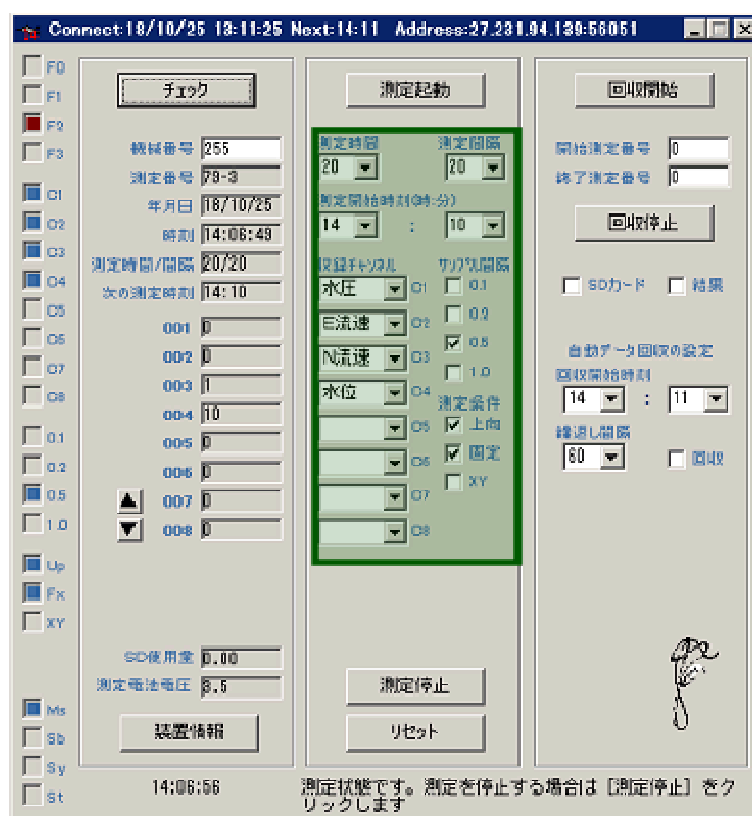 Connect:18/10/25 13:11:25 Next:14:11 Address:27.231.94.139:56051
F0
F1
F2
F3
C1
C2
C3
C4
C5
C6
C7
C8
0.1
0.2
0.5
1.0
Up
Fx
XY
Ms
Sb
Sy
St
チェック
機械番号 255
測定番号 79-3
年月日 18/10/25
時刻 14:06:49
測定時間/間隔 20/20
次の測定時刻 14:10
001 0
002 0
003 1
004 10
005 0
006 0
007 0
008 0
SD使用量 0.00
測定電池電圧 3.5
装置情報
14:06:56
測定起動
測定時間 測定間隔
20 20
測定開始時刻(時:分)
14 : 10
収録チャンネル サンプル間隔
水圧 C1 0.1
E流速 C2 0.2
N流速 C3 0.5
水位 C4 1.0
測定条件
C5 上向
C6 固定
C7 XY
C8
測定停止
リセット
回収開始
開始測定番号 0
終了測定番号 0
回収停止
SDカード 結果
自動データ回収の設定
回収開始時刻
14 : 11
繰返し間隔
60 回収
測定状態です。測定を停止する場合は［測定停止］をク
リックします